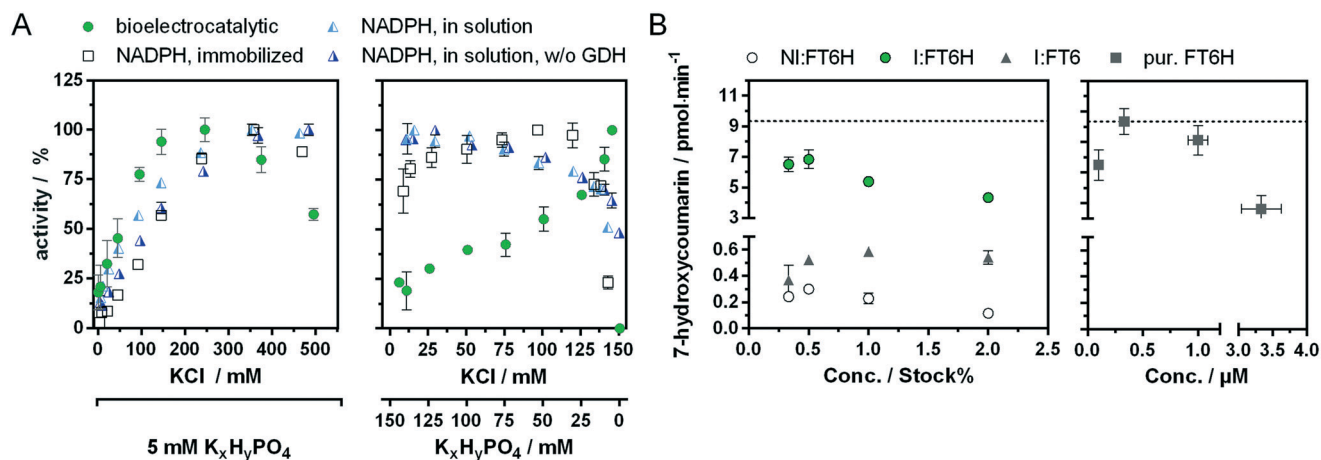 A
bioelectrocatalytic
NADPH, in solution
NADPH, immobilized
NADPH, in solution, w/o GDH
activity / %
125
100
75
50
25
0
0 100 200 300 400 500
KCl / mM
5 mM KxHyPO4
0 25 50 75 100 125 150
KCl / mM
150 125 100 75 50 25 0
KxHyPO4 / mM
B
NI:FT6H
I:FT6H
I:FT6
pur. FT6H
7-hydroxycoumarin / pmol·min⁻¹
11
9
7
5
3
0.6
0.4
0.2
0.0
0.0 0.5 1.0 1.5 2.0 2.5
Conc. / Stock%
0.0 0.5 1.0 3.0 3.5 4.0
Conc. / µM